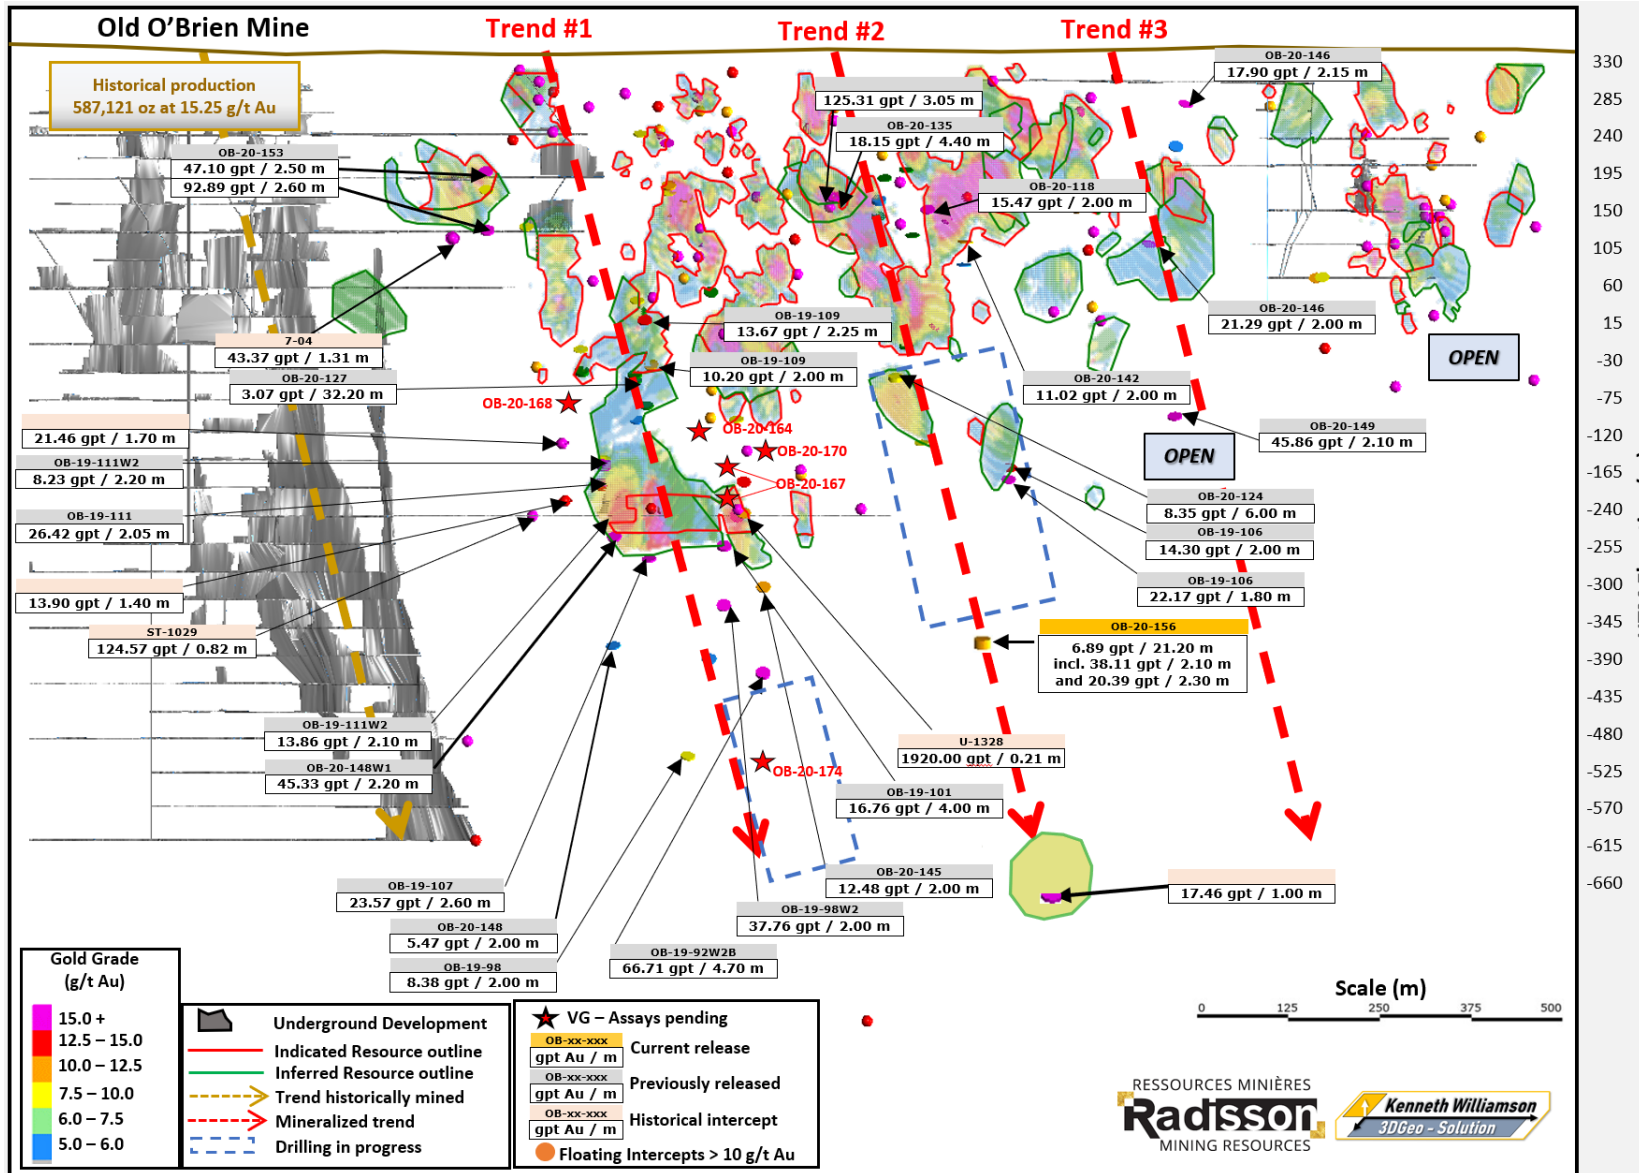 Old O'Brien Mine
Trend #1
Trend #2
Trend #3
Historical production
587,121 oz at 15.25 g/t Au
OB-20-146
17.90 gpt / 2.15 m
125.31 gpt / 3.05 m
OB-20-135
18.15 gpt / 4.40 m
OB-20-153
47.10 gpt / 2.50 m
92.89 gpt / 2.60 m
OB-20-118
15.47 gpt / 2.00 m
OB-20-146
21.29 gpt / 2.00 m
OB-19-109
13.67 gpt / 2.25 m
7-04
43.37 gpt / 1.31 m
OB-19-109
10.20 gpt / 2.00 m
OB-20-127
3.07 gpt / 32.20 m
OB-20-142
11.02 gpt / 2.00 m
OPEN
OB-20-168
OB-20-164
OB-20-170
OB-20-167
21.46 gpt / 1.70 m
OB-20-149
45.86 gpt / 2.10 m
OPEN
OB-19-111W2
8.23 gpt / 2.20 m
OB-20-124
8.35 gpt / 6.00 m
OB-19-111
26.42 gpt / 2.05 m
OB-19-106
14.30 gpt / 2.00 m
OB-19-106
22.17 gpt / 1.80 m
13.90 gpt / 1.40 m
ST-1029
124.57 gpt / 0.82 m
OB-20-156
6.89 gpt / 21.20 m
incl. 38.11 gpt / 2.10 m
and 20.39 gpt / 2.30 m
OB-19-111W2
13.86 gpt / 2.10 m
U-1328
1920.00 gpt / 0.21 m
OB-20-148W1
45.33 gpt / 2.20 m
OB-20-174
OB-19-101
16.76 gpt / 4.00 m
OB-20-145
12.48 gpt / 2.00 m
17.46 gpt / 1.00 m
OB-19-107
23.57 gpt / 2.60 m
OB-19-98W2
37.76 gpt / 2.00 m
OB-20-148
5.47 gpt / 2.00 m
OB-19-92W2B
66.71 gpt / 4.70 m
OB-19-98
8.38 gpt / 2.00 m
330
285
240
195
150
105
60
15
-30
-75
-120
-165
-210
-255
-300
-345
-390
-435
-480
-525
-570
-615
-660
Gold Grade
(g/t Au)
15.0 +
12.5 – 15.0
10.0 – 12.5
7.5 – 10.0
6.0 – 7.5
5.0 – 6.0
Underground Development
Indicated Resource outline
Inferred Resource outline
Trend historically mined
Mineralized trend
Drilling in progress
VG – Assays pending
OB-xx-xxx
gpt Au / m
Current release
OB-xx-xxx
gpt Au / m
Previously released
OB-xx-xxx
gpt Au / m
Historical intercept
Floating Intercepts > 10 g/t Au
Scale (m)
0 125 250 375 500
RESSOURCES MINIÈRES
Radisson
MINING RESOURCES
Kenneth Williamson
3DGeo - Solution